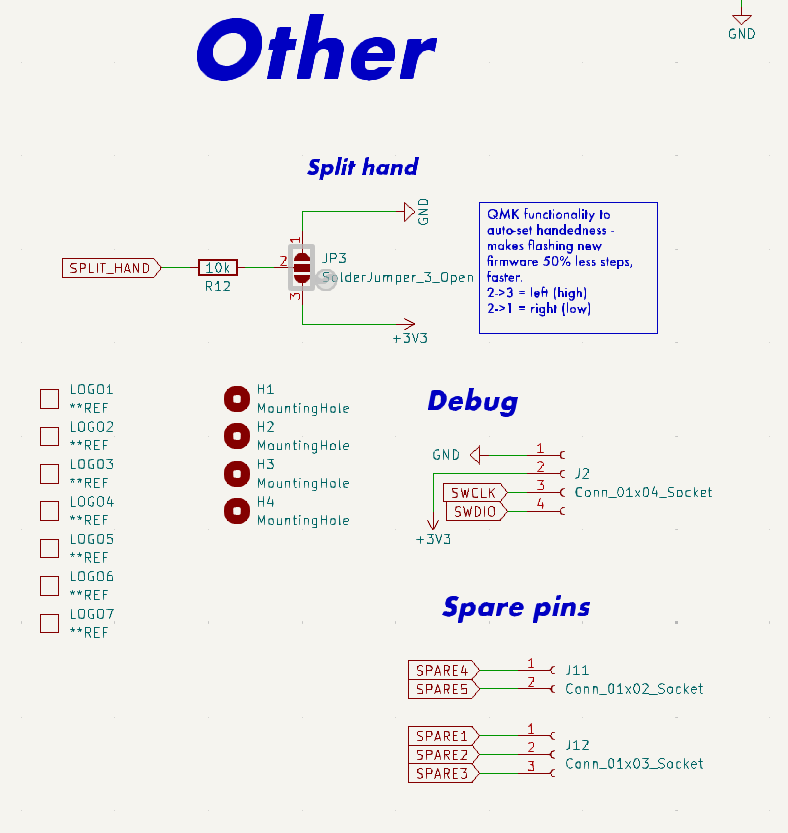 Other
GND
Split hand
GND
1
SPLIT_HAND
10k
R12
2
JP3
SolderJumper_3_Open
3
+3V3
QMK functionality to
auto-set handedness -
makes flashing new
firmware 50% less steps,
faster.
2->3 = left (high)
2->1 = right (low)
LOGO1
**REF
LOGO2
**REF
LOGO3
**REF
LOGO4
**REF
LOGO5
**REF
LOGO6
**REF
LOGO7
**REF
H1
MountingHole
H2
MountingHole
H3
MountingHole
H4
MountingHole
Debug
GND
1
2
J2
SWCLK
3
Conn_01x04_Socket
SWDIO
4
+3V3
Spare pins
SPARE4
1
J11
SPARE5
2
Conn_01x02_Socket
SPARE1
1
J12
SPARE2
2
Conn_01x03_Socket
SPARE3
3